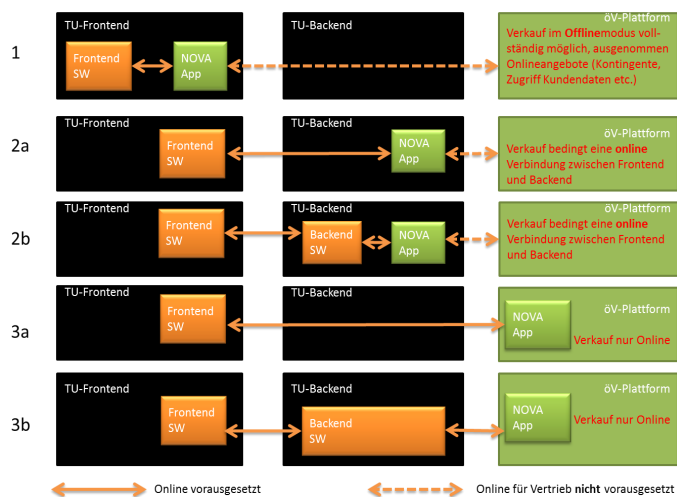 TU-Frontend
TU-Backend
öV-Plattform
1
Frontend
SW
NOVA
App
Verkauf im Offlinemodus voll-
ständig möglich, ausgenommen
Onlineangebote (Kontingente,
Zugriff Kundendaten etc.)
TU-Frontend
TU-Backend
öV-Plattform
2a
Frontend
SW
NOVA
App
Verkauf bedingt eine online
Verbindung zwischen Frontend
und Backend
TU-Frontend
TU-Backend
öV-Plattform
2b
Frontend
SW
Backend
SW
NOVA
App
Verkauf bedingt eine online
Verbindung zwischen Frontend
und Backend
TU-Frontend
TU-Backend
öV-Plattform
3a
Frontend
SW
NOVA
App
Verkauf nur Online
TU-Frontend
TU-Backend
öV-Plattform
3b
Frontend
SW
Backend
SW
NOVA
App
Verkauf nur Online
Online vorausgesetzt
Online für Vertrieb nicht vorausgesetzt